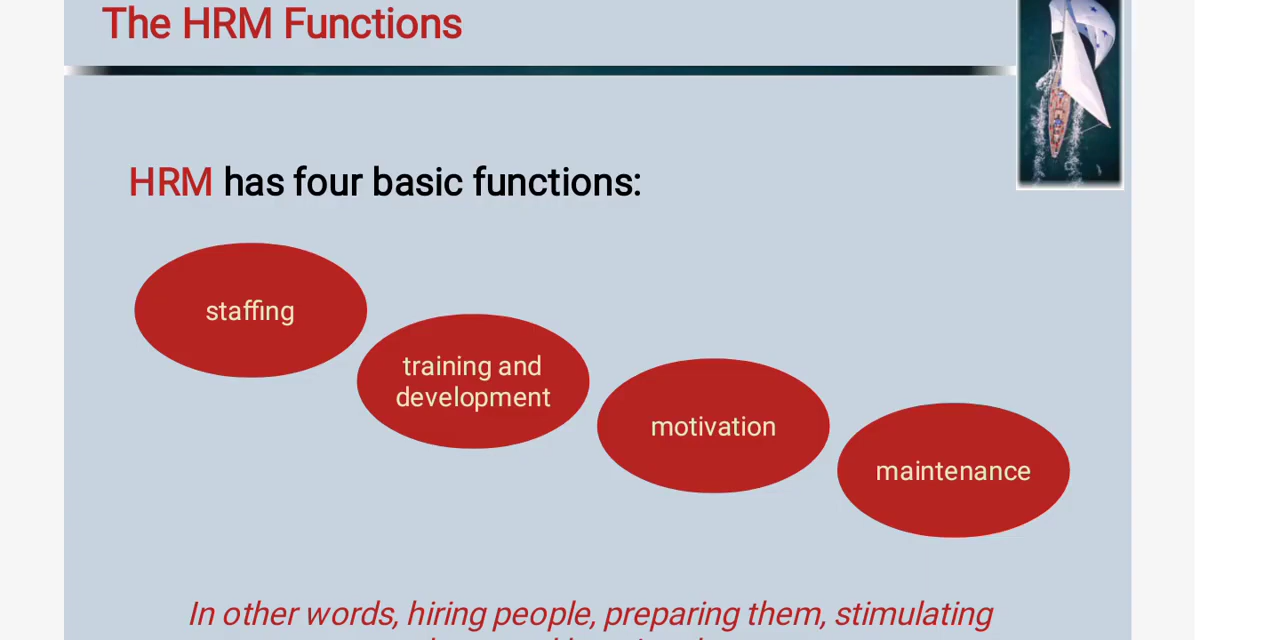 The HRM Functions
HRM has four basic functions:
staffing
training and
development
motivation
maintenance
In other words, hiring people, preparing them, stimulating